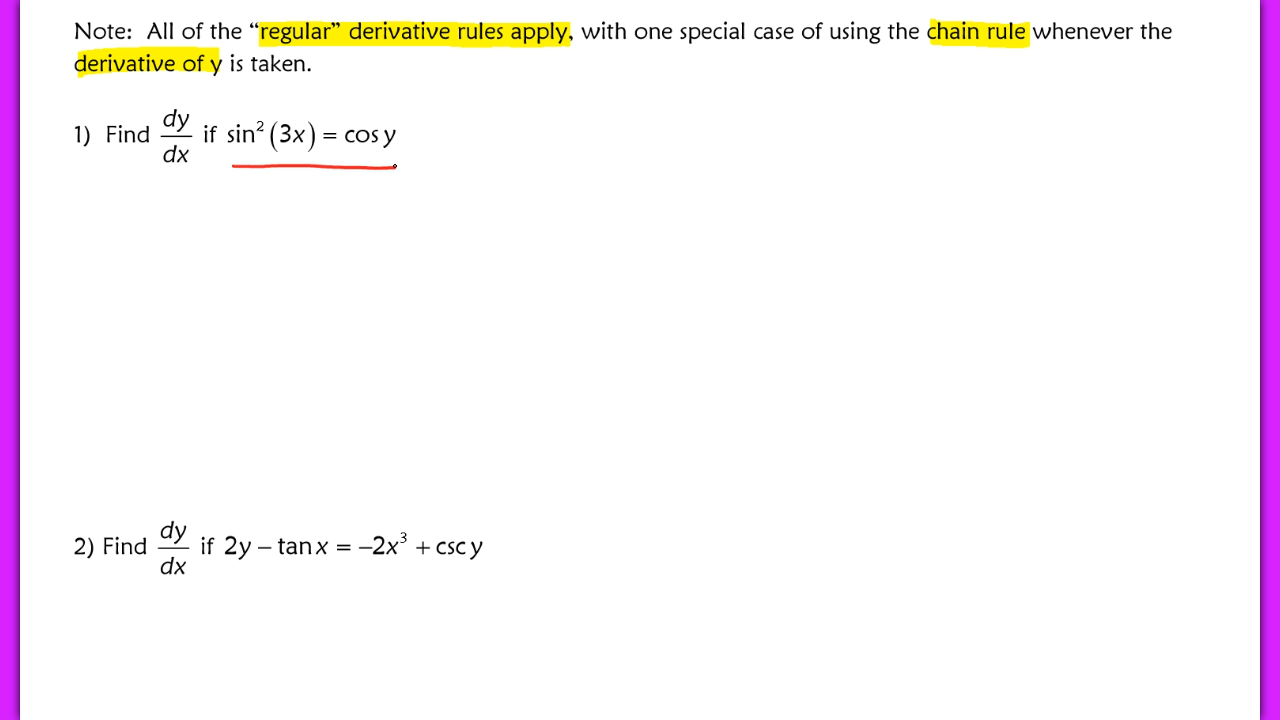 Note: All of the “regular” derivative rules apply, with one special case of using the chain rule whenever the
derivative of y is taken.
1) Find dy/dx if sin²(3x) = cos y
2) Find dy/dx if 2y – tan x = –2x³ + csc y